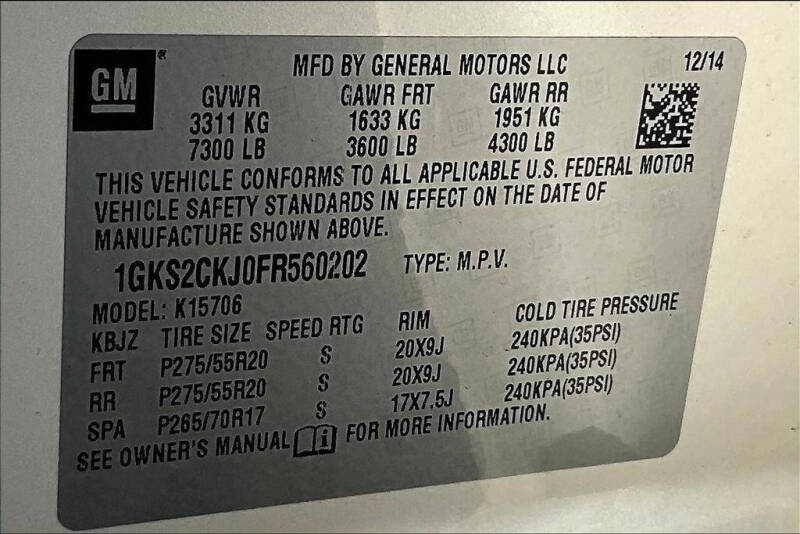 GM®
MFD BY GENERAL MOTORS LLC 12/14
GVWR GAWR FRT GAWR RR
3311 KG 1633 KG 1951 KG
7300 LB 3600 LB 4300 LB
THIS VEHICLE CONFORMS TO ALL APPLICABLE U.S. FEDERAL MOTOR
VEHICLE SAFETY STANDARDS IN EFFECT ON THE DATE OF
MANUFACTURE SHOWN ABOVE.
1GKS2CKJ0FR560202 TYPE: M.P.V.
MODEL: K15706
KBJZ TIRE SIZE SPEED RTG RIM COLD TIRE PRESSURE
FRT P275/55R20 S 20X9J 240KPA(35PSI)
RR P275/55R20 S 20X9J 240KPA(35PSI)
SPA P265/70R17 S 17X7.5J 240KPA(35PSI)
SEE OWNER'S MANUAL i FOR MORE INFORMATION.